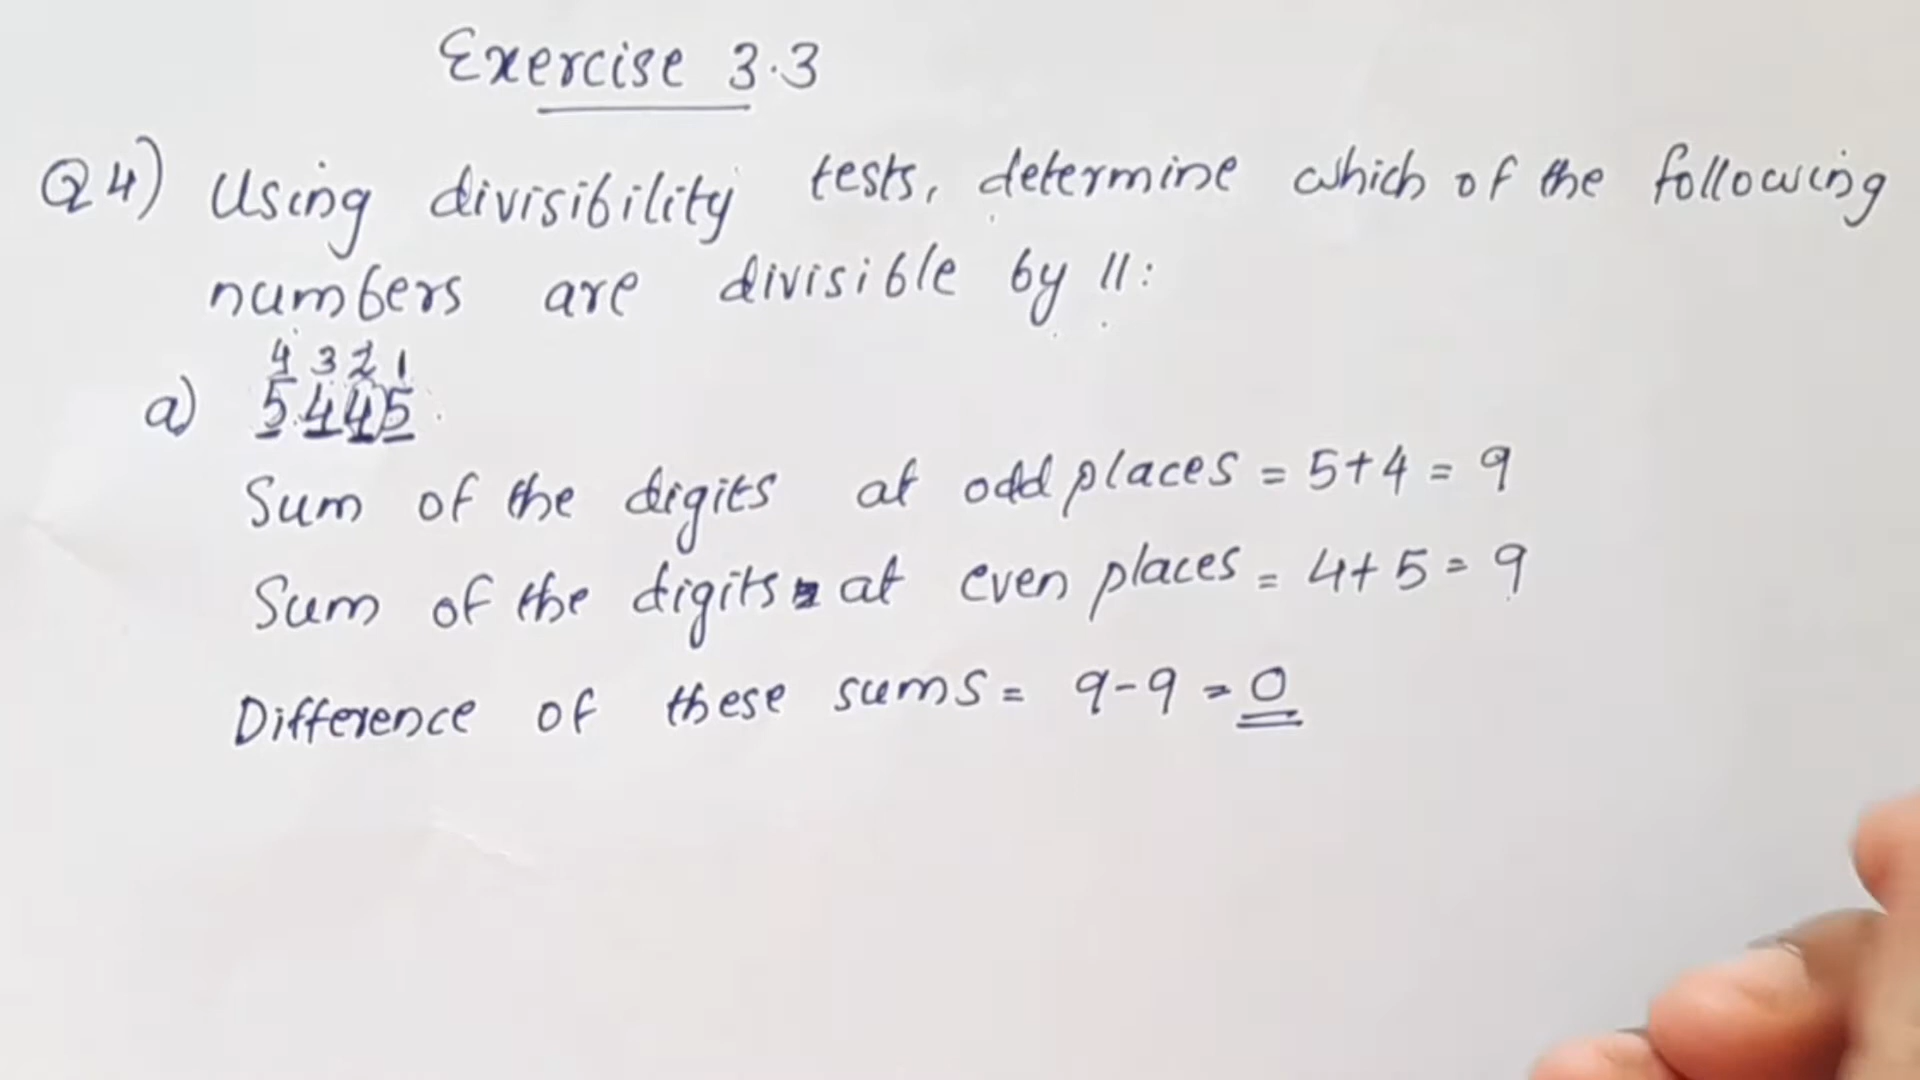 Exercise 3.3
Q4) Using divisibility tests, determine which of the following
numbers are divisible by 11:
4 3 2 1
a) 5445
Sum of the digits at odd places = 5+4 = 9
Sum of the digits at even places = 4+5 = 9
Difference of these sums = 9-9 = 0